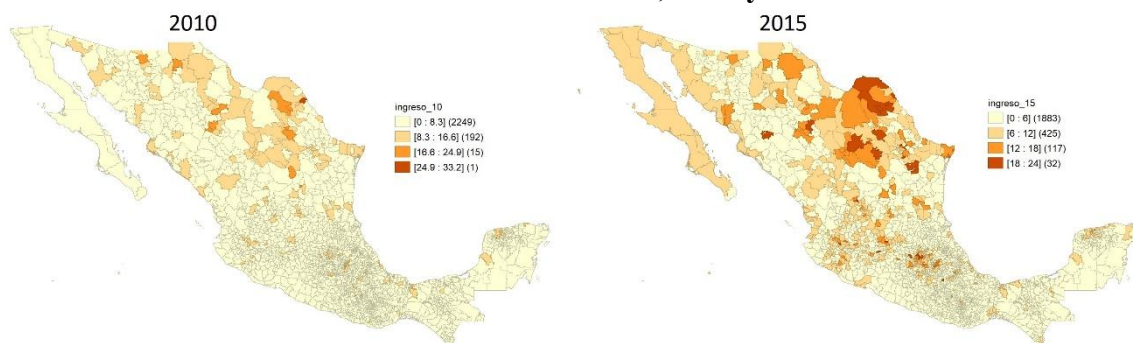 2010
ingreso_10
[0 : 8.3] (2249)
[8.3 : 16.6] (192)
[16.6 : 24.9] (15)
[24.9 : 33.2] (1)
2015
ingreso_15
[0 : 6] (1883)
[6 : 12] (425)
[12 : 18] (117)
[18 : 24] (32)